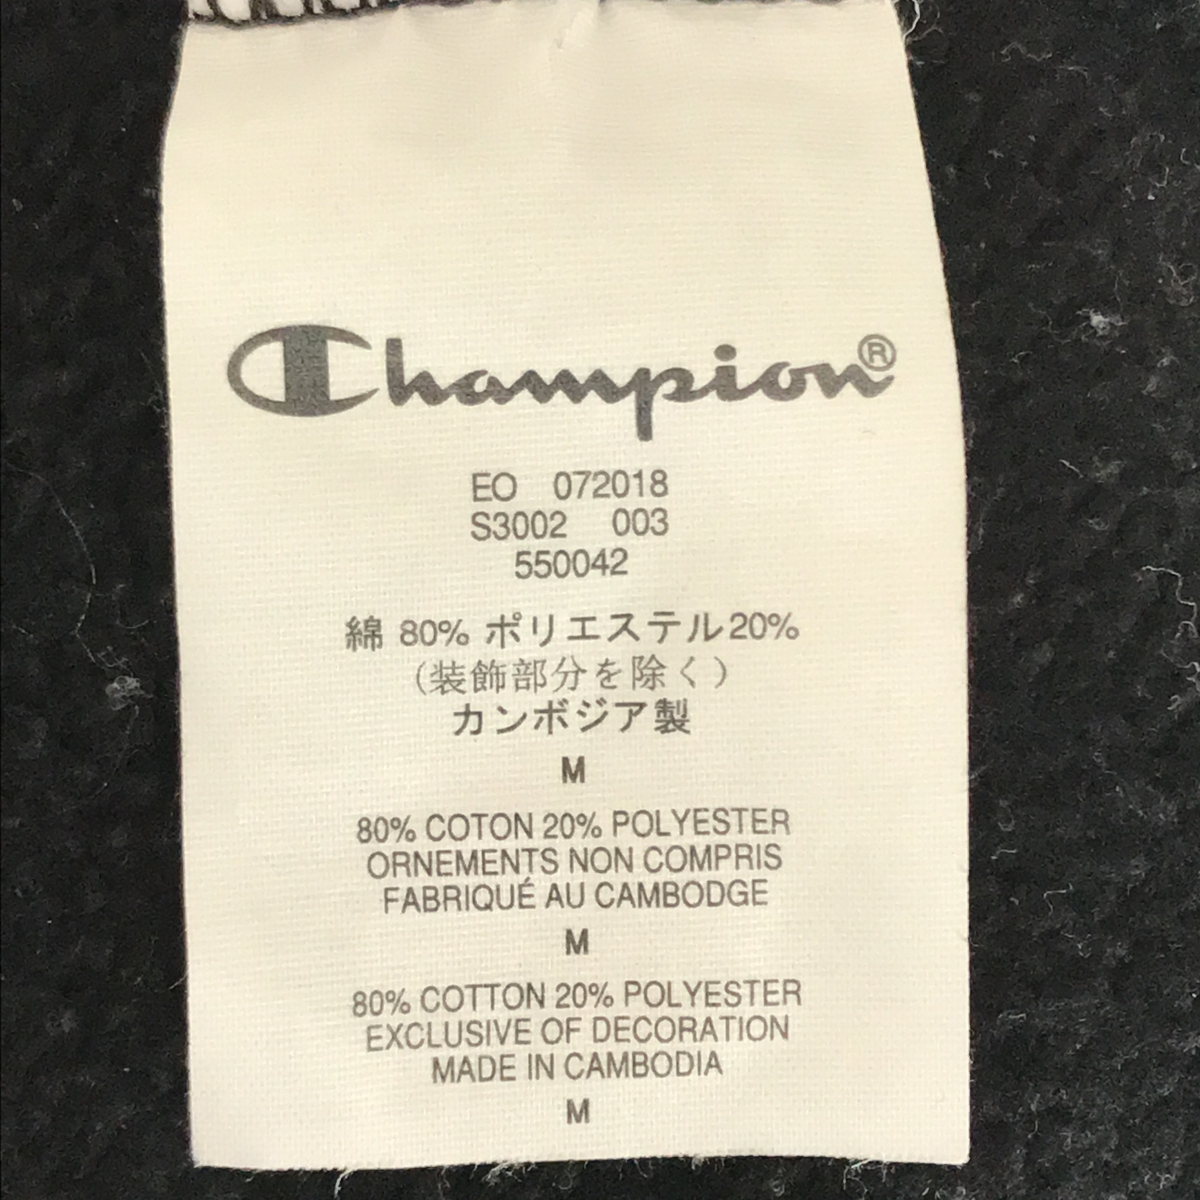 Champion®
EO 072018
S3002 003
550042
綿 80% ポリエステル20%
(装飾部分を除く)
カンボジア製
M
80% COTON 20% POLYESTER
ORNEMENTS NON COMPRIS
FABRIQUÉ AU CAMBODGE
M
80% COTTON 20% POLYESTER
EXCLUSIVE OF DECORATION
MADE IN CAMBODIA
M